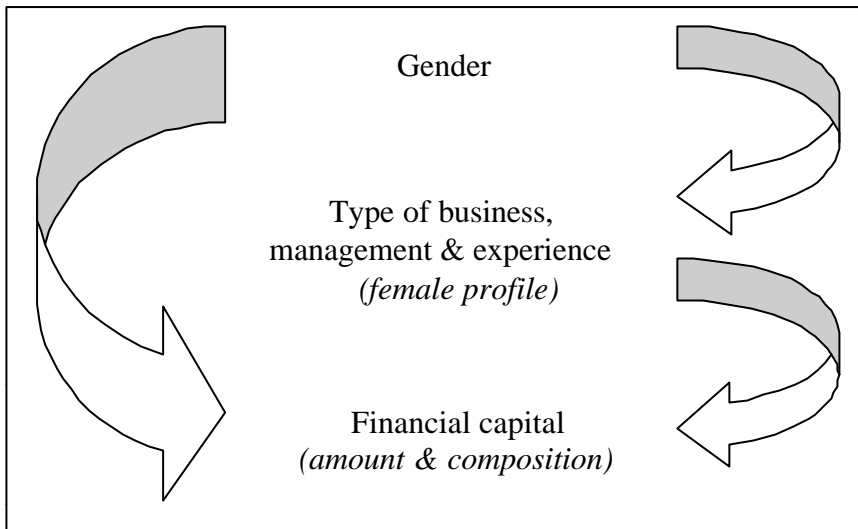 Gender
Type of business,
management & experience
(female profile)
Financial capital
(amount & composition)